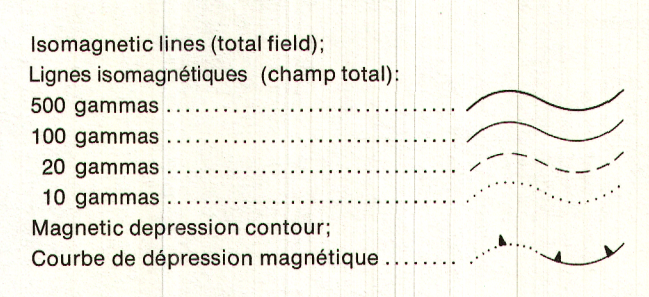 Isomagnetic lines (total field);
Lignes isomagnétiques (champ total):
500 gammas ..............................
100 gammas ..............................
20 gammas ..............................
10 gammas ..............................
Magnetic depression contour;
Courbe de dépression magnétique ........